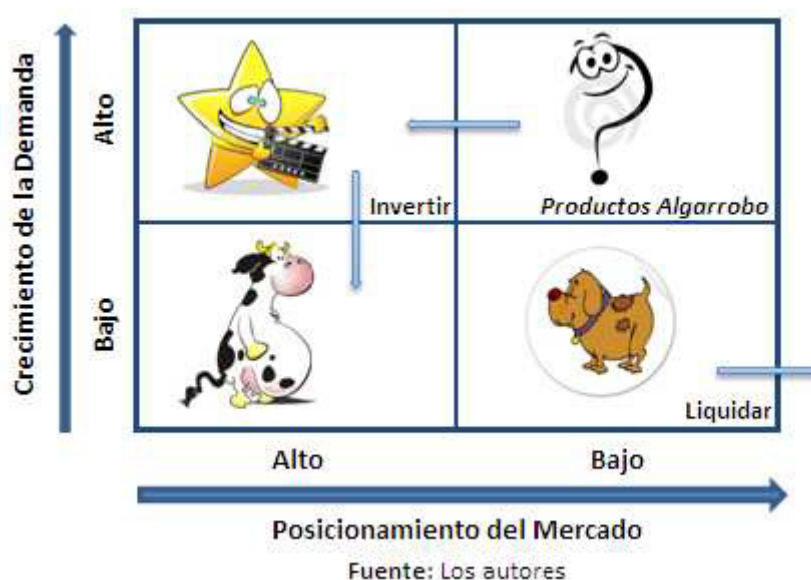 Crecimiento de la Demanda
Alto
Invertir
Productos Algarrobo
Bajo
Liquidar
Alto
Bajo
Posicionamiento del Mercado
Fuente: Los autores